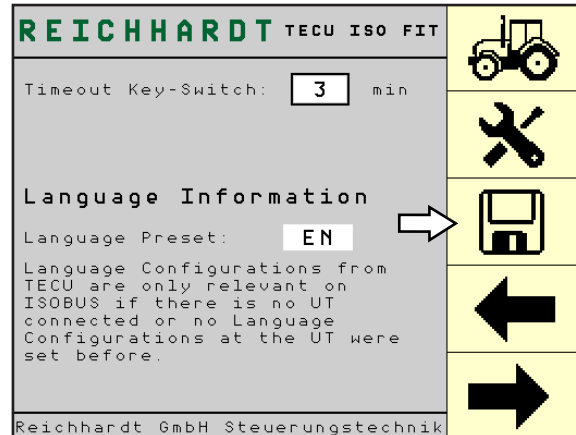 REICHHARDT TECU ISO FIT
Timeout Key-Switch: 3 min
Language Information
Language Preset: EN
Language Configurations from
TECU are only relevant on
ISOBUS if there is no UT
connected or no Language
Configurations at the UT were
set before.
Reichhardt GmbH Steuerungstechnik